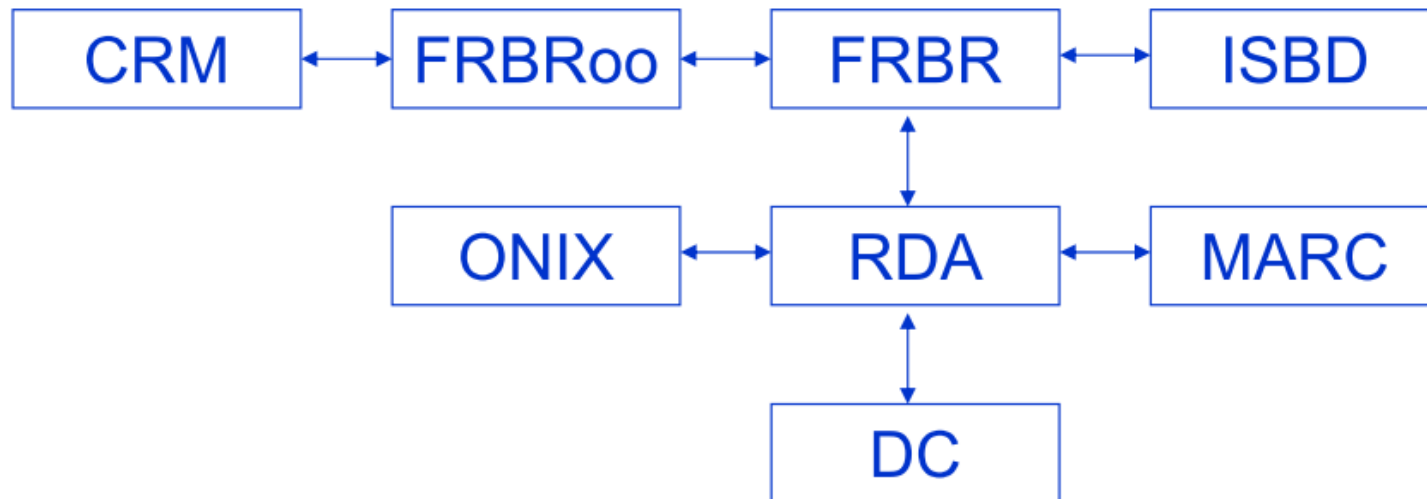 CRM
FRBRoo
FRBR
ISBD
ONIX
RDA
MARC
DC